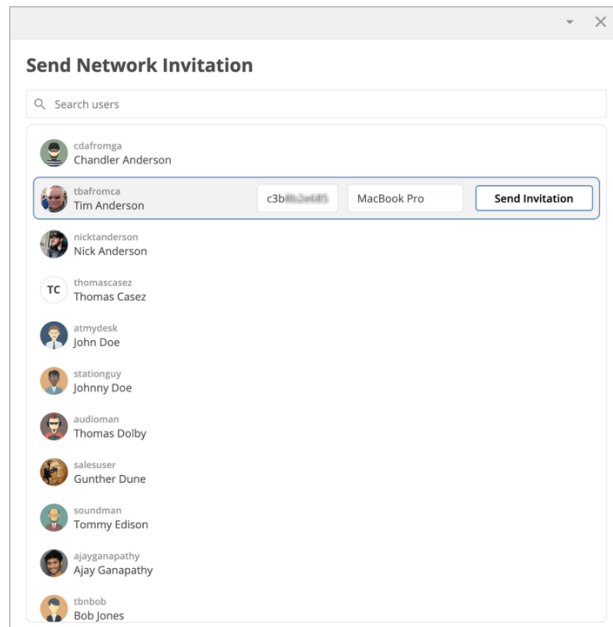 Send Network Invitation
Search users
cdafromga
Chandler Anderson
tbafromca
Tim Anderson
c3b
MacBook Pro
Send Invitation
nicktanderson
Nick Anderson
TC
thomascasez
Thomas Casez
atmydesk
John Doe
stationguy
Johnny Doe
audioman
Thomas Dolby
salesuser
Gunther Dune
soundman
Tommy Edison
ajayganapathy
Ajay Ganapathy
tbnbob
Bob Jones